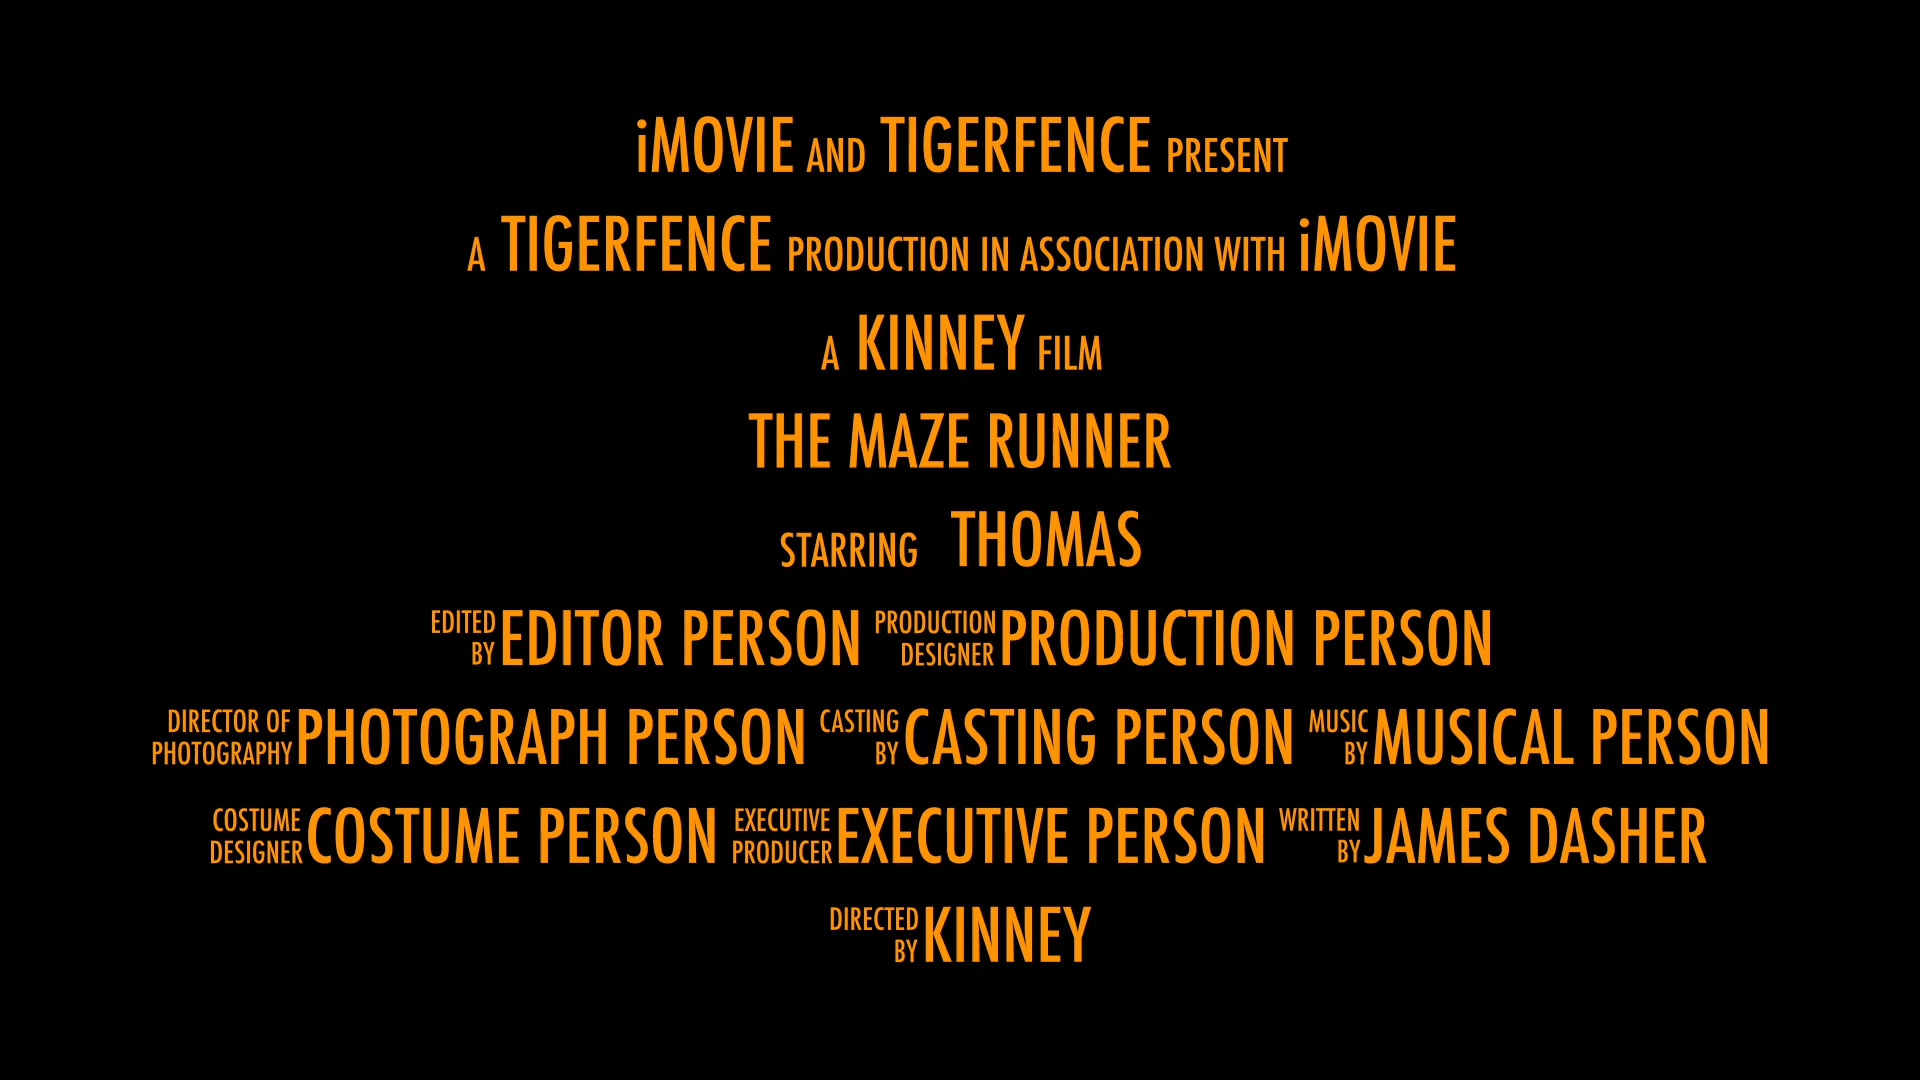 iMOVIE AND TIGERFENCE PRESENT
A TIGERFENCE PRODUCTION IN ASSOCIATION WITH iMOVIE
A KINNEY FILM
THE MAZE RUNNER
STARRING THOMAS
EDITED BY EDITOR PERSON PRODUCTION DESIGNER PRODUCTION PERSON
DIRECTOR OF PHOTOGRAPHY PHOTOGRAPH PERSON CASTING BY CASTING PERSON MUSIC BY MUSICAL PERSON
COSTUME DESIGNER COSTUME PERSON EXECUTIVE PRODUCER EXECUTIVE PERSON WRITTEN BY JAMES DASHER
DIRECTED BY KINNEY